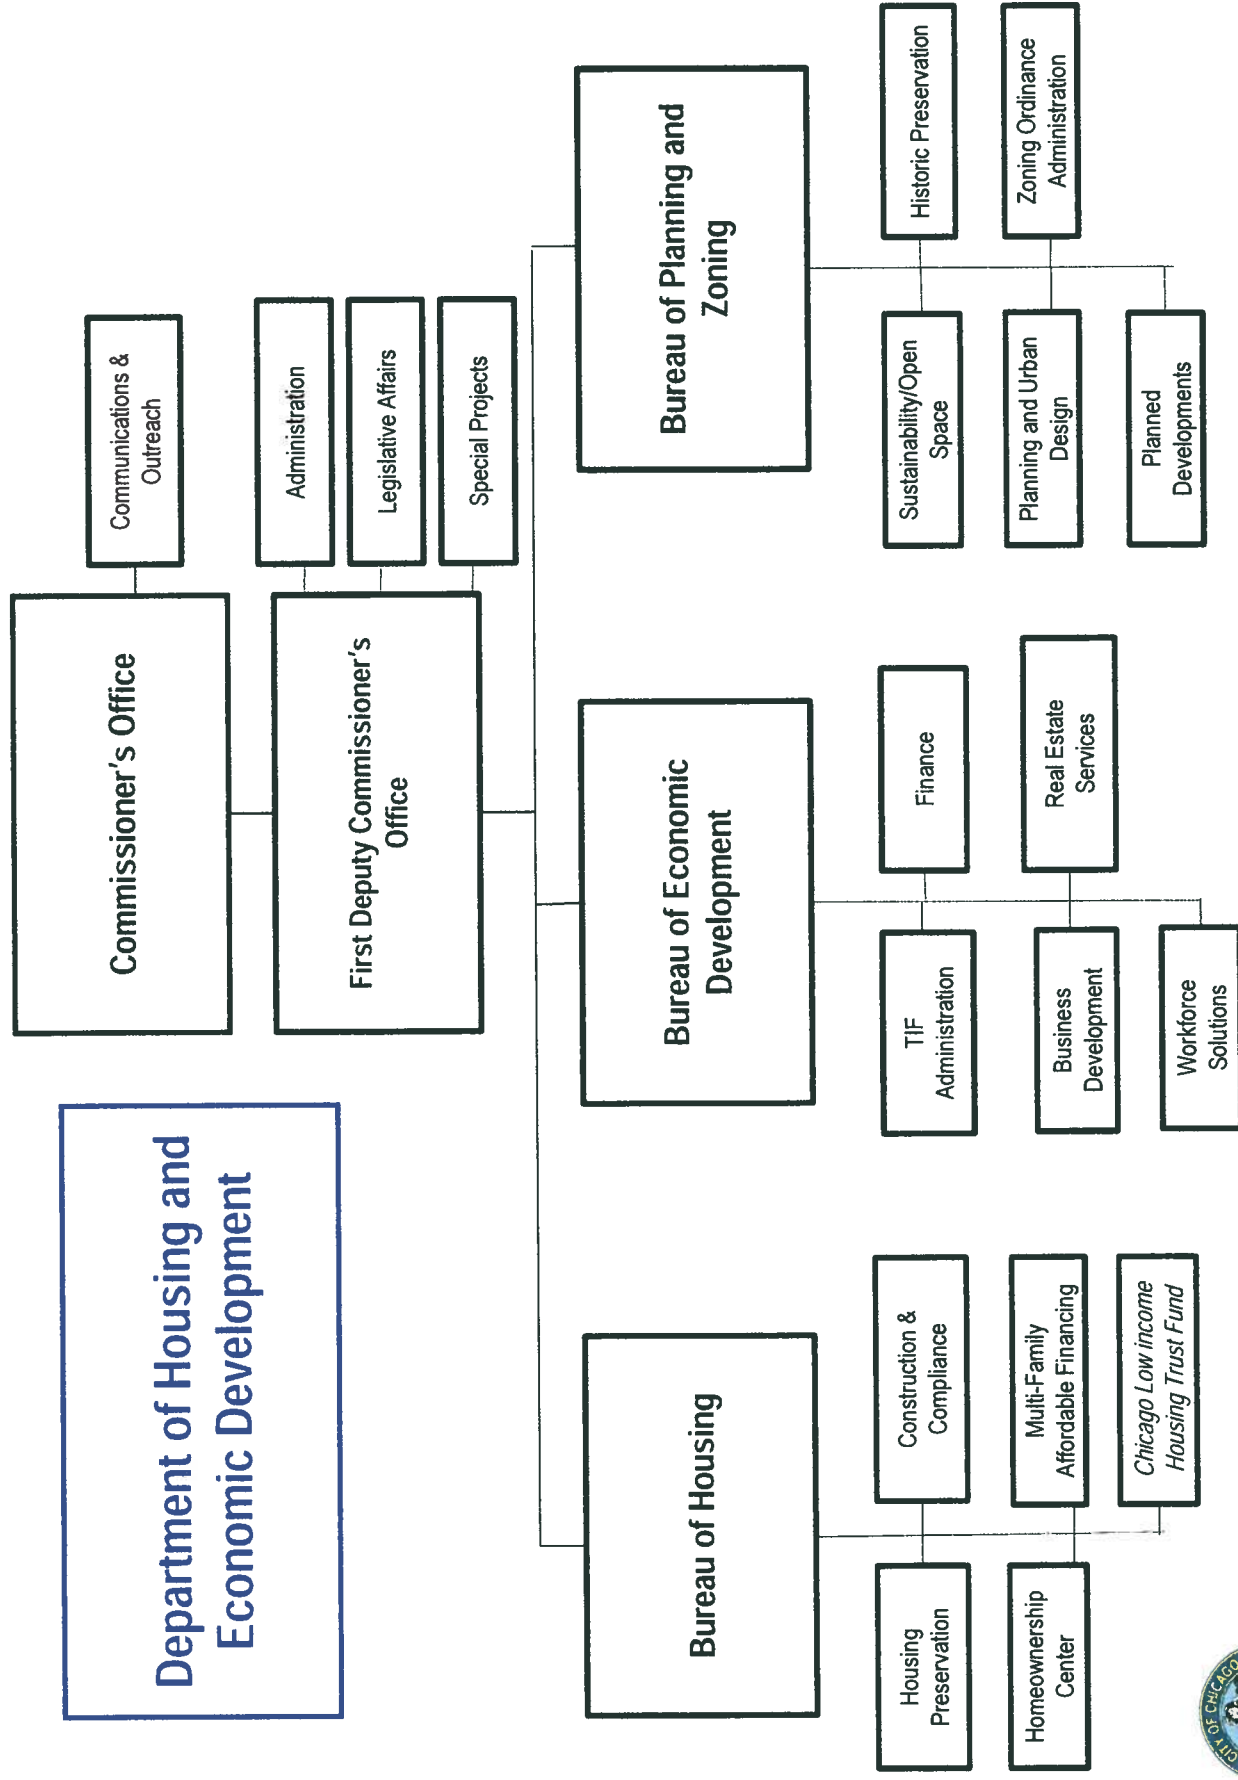 Department of Housing and
Economic Development
Commissioner's Office
Communications &
Outreach
First Deputy Commissioner's
Office
Administration
Legislative Affairs
Special Projects
Bureau of Housing
Bureau of Economic
Development
Bureau of Planning and
Zoning
Housing
Preservation
Construction &
Compliance
Homeownership
Center
Multi-Family
Affordable Financing
Chicago Low income
Housing Trust Fund
TIF
Administration
Finance
Business
Development
Real Estate
Services
Workforce
Solutions
Sustainability/Open
Space
Historic Preservation
Planning and Urban
Design
Zoning Ordinance
Administration
Planned
Developments
CITY OF CHICAGO